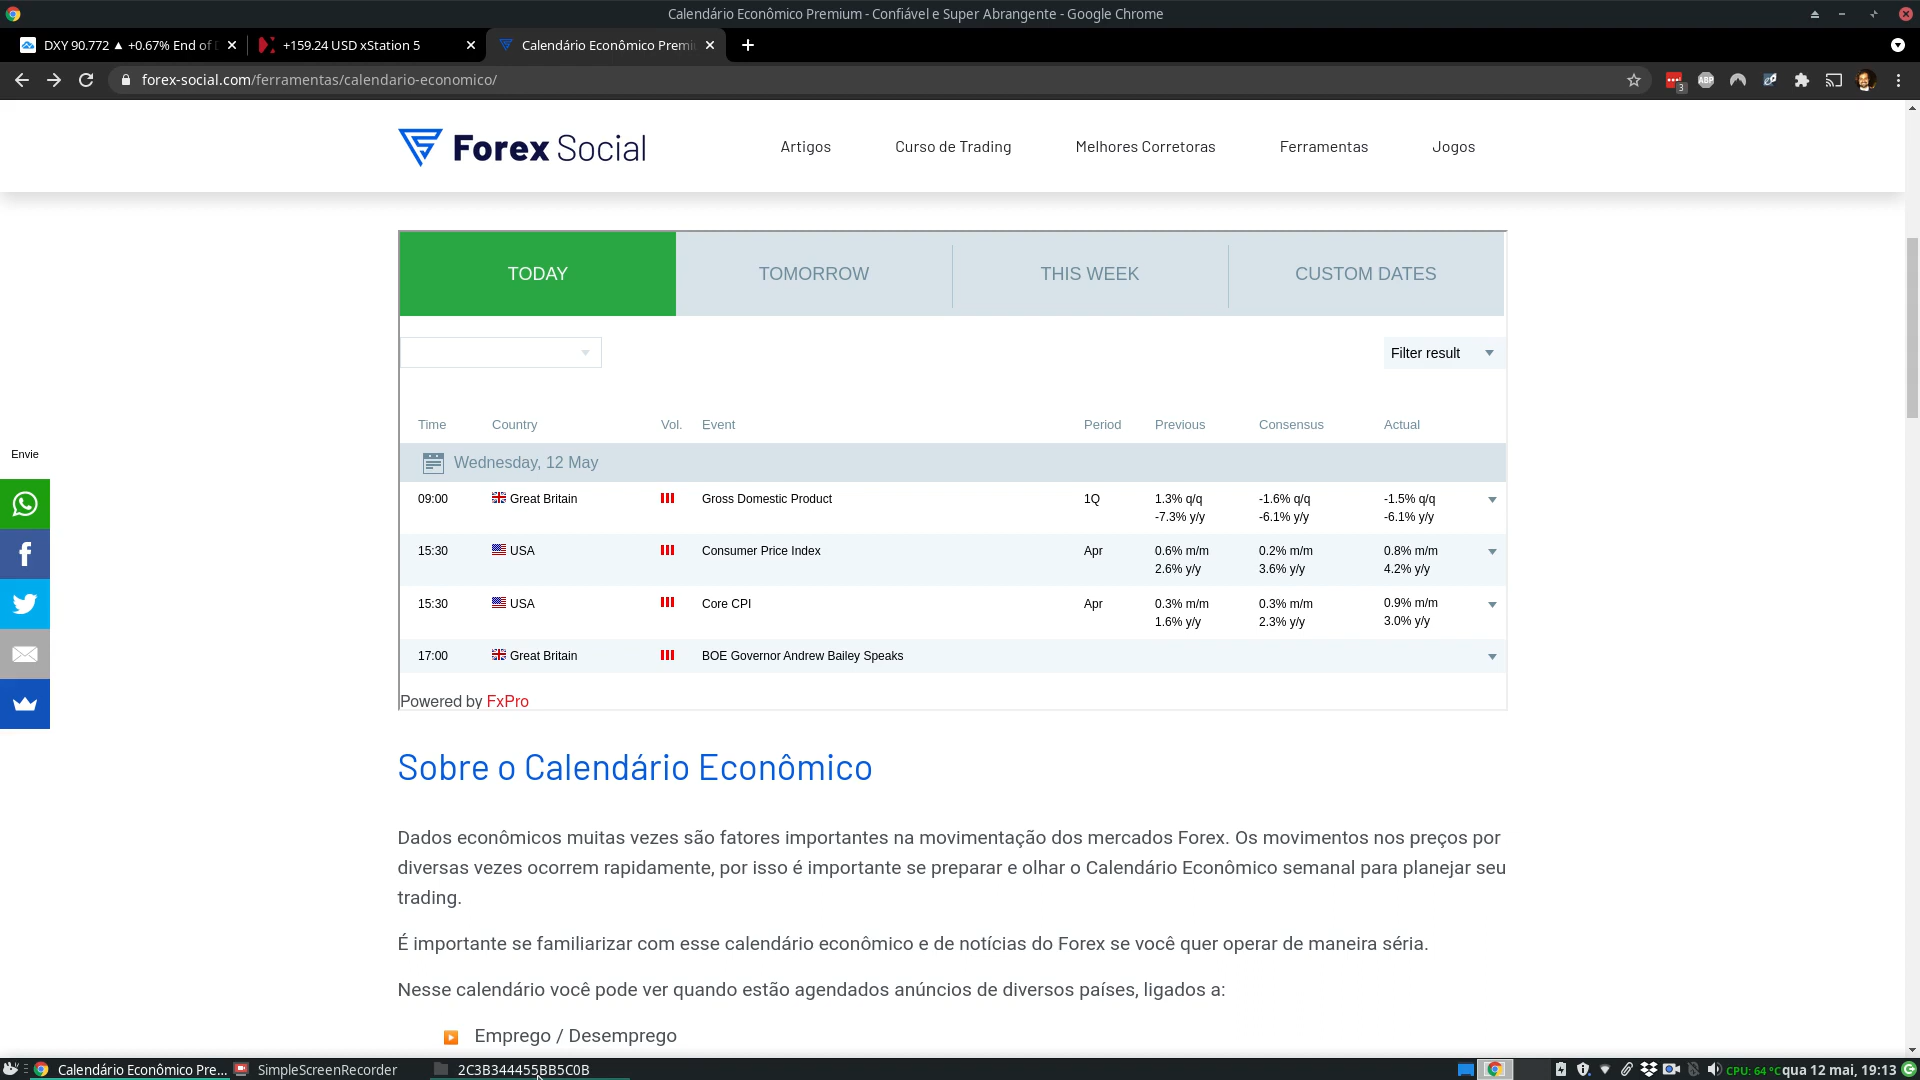 Calendário Econômico Premium - Confiável e Super Abrangente - Google Chrome
DXY 90.772 ▲ +0.67% End of
+159.24 USD xStation 5
Calendário Econômico Premi
forex-social.com/ferramentas/calendario-economico/
ABP
3
Forex Social
Artigos
Curso de Trading
Melhores Corretoras
Ferramentas
Jogos
TODAY
TOMORROW
THIS WEEK
CUSTOM DATES
Filter result
Time Country Vol. Event Period Previous Consensus Actual
Wednesday, 12 May
09:00 Great Britain Gross Domestic Product 1Q 1.3% q/q -1.6% q/q -1.5% q/q
-7.3% y/y -6.1% y/y -6.1% y/y
15:30 USA Consumer Price Index Apr 0.6% m/m 0.2% m/m 0.8% m/m
2.6% y/y 3.6% y/y 4.2% y/y
15:30 USA Core CPI Apr 0.3% m/m 0.3% m/m 0.9% m/m
1.6% y/y 2.3% y/y 3.0% y/y
17:00 Great Britain BOE Governor Andrew Bailey Speaks
Powered by FxPro
Envie
Sobre o Calendário Econômico
Dados econômicos muitas vezes são fatores importantes na movimentação dos mercados Forex. Os movimentos nos preços por
diversas vezes ocorrem rapidamente, por isso é importante se preparar e olhar o Calendário Econômico semanal para planejar seu
trading.
É importante se familiarizar com esse calendário econômico e de notícias do Forex se você quer operar de maneira séria.
Nesse calendário você pode ver quando estão agendados anúncios de diversos países, ligados a:
Emprego / Desemprego
Calendário Econômico Pre...
SimpleScreenRecorder
2C3B344455BB5C0B
CPU: 64 °C
qua 12 mai, 19:13